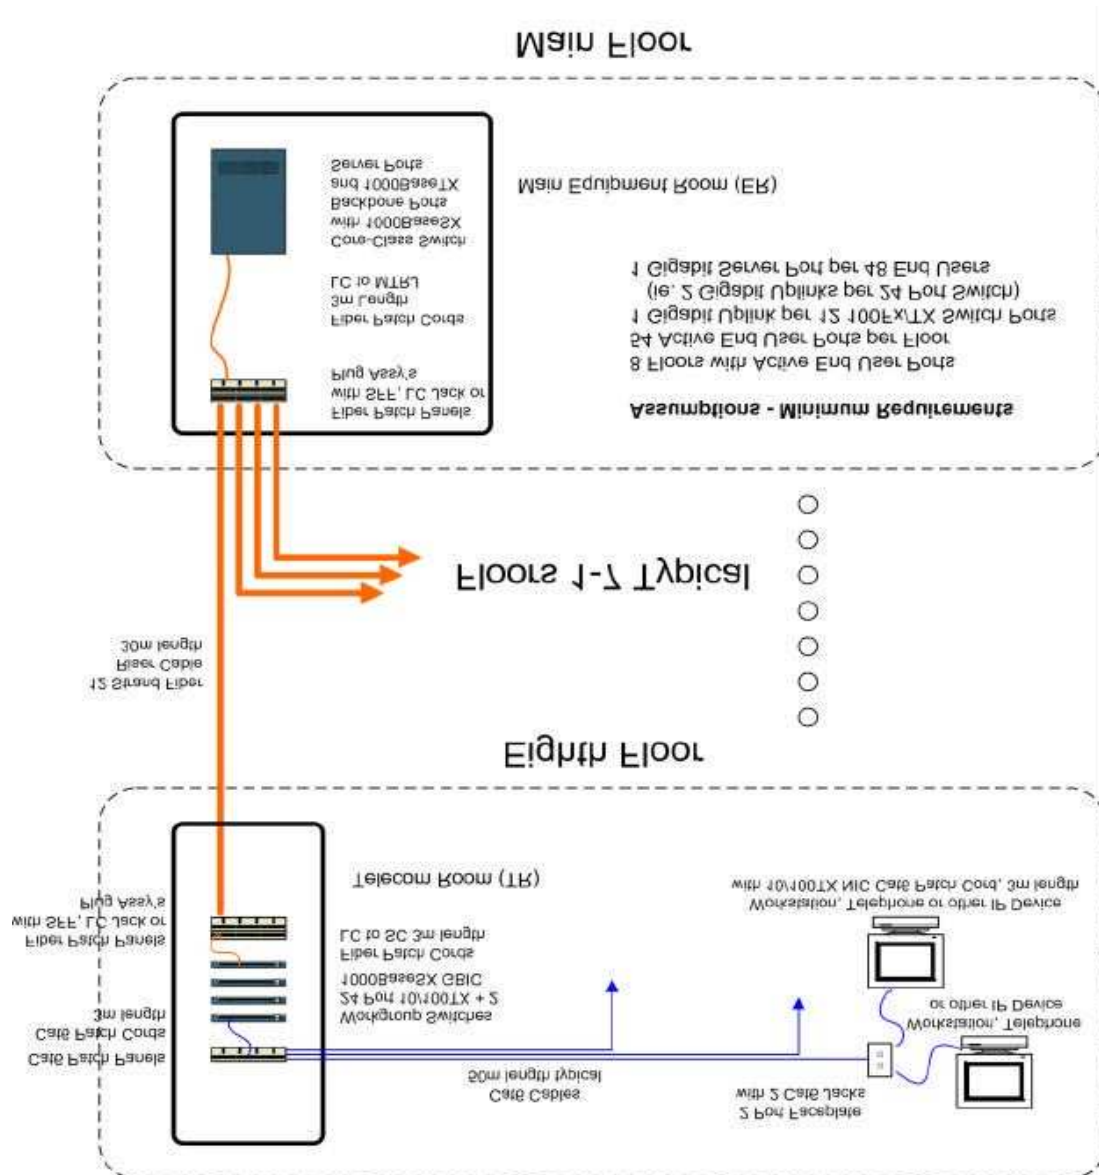 2 Port Faceplate
with 2 Cat6 Jacks
Cat6 Cables
50m length typical
Cat6 Patch Panels
Cat6 Patch Cords
3m length
Workgroup Switches
24 Port 10/100TX + 2
1000BaseSX GBIC
Workstation, Telephone
or other IP Device
Fiber Patch Panels
with SFF, LC Jack or
Plug Assy's
Fiber Patch Cords
LC to SC 3m length
Workstation, Telephone or other IP Device
with 10/100TX NIC Cat6 Patch Cord, 3m length
Telecom Room (TR)
Eighth Floor
12 Strand Fiber
Riser Cable
30m length
Floors 1-7 Typical
Fiber Patch Panels
with SFF, LC Jack or
Plug Assy's
Fiber Patch Cords
3m Length
LC to MTRJ
Core-Class Switch
with 1000BaseSX
Backbone Ports
and 1000BaseTX
Server Ports
Assumptions - Minimum Requirements
8 Floors with Active End User Ports
54 Active End User Ports per Floor
1 Gigabit Uplink per 12 100Fx/TX Switch Ports
(ie. 2 Gigabit Uplinks per 24 Port Switch)
1 Gigabit Server Port per 48 End Users
Main Equipment Room (ER)
Main Floor